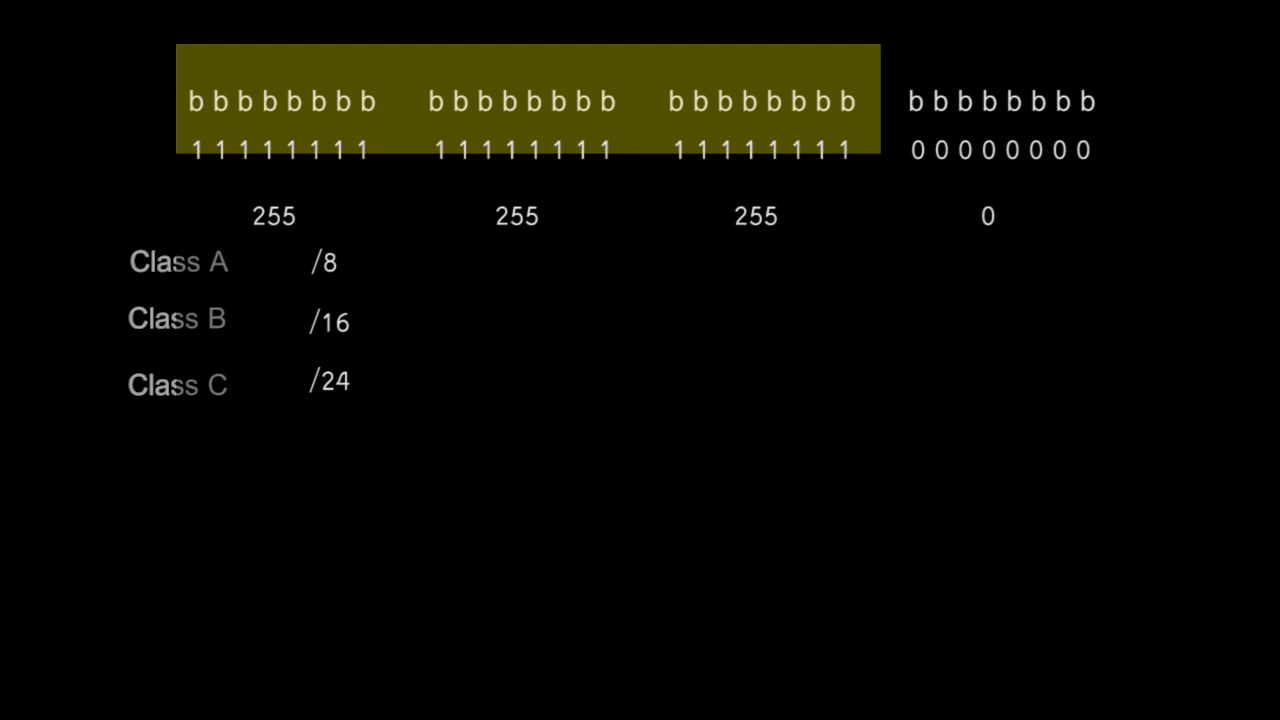 b b b b b b b b b b b b b b b b b b b b b b b b b b b b b b b b
1 1 1 1 1 1 1 1 1 1 1 1 1 1 1 1 1 1 1 1 1 1 1 1 0 0 0 0 0 0 0 0
255 255 255 0
Class A /8
Class B /16
Class C /24